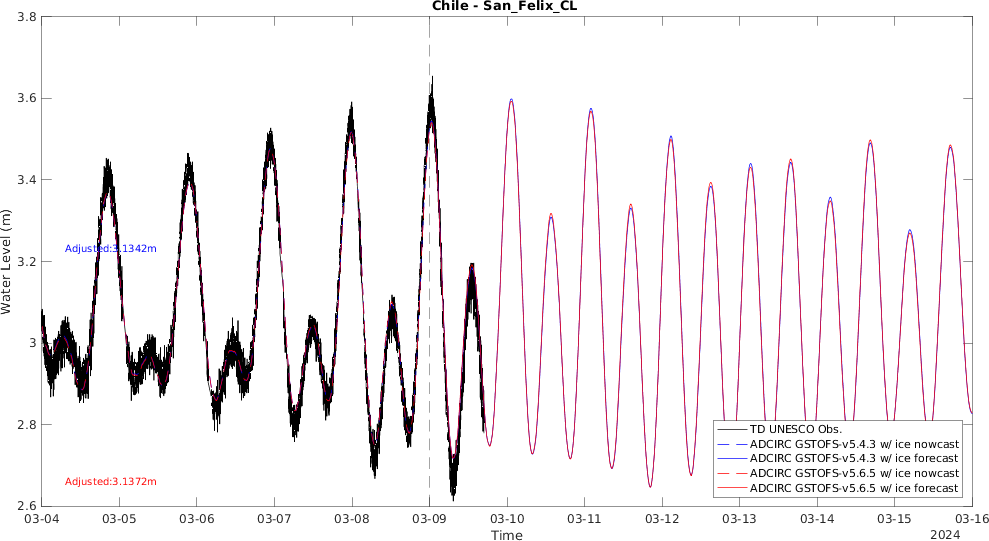 Chile - San_Felix_CL
3.8
3.6
3.4
3.2
3
2.8
2.6
Water Level (m)
Adjusted:3.1342m
Adjusted:3.1372m
TD UNESCO Obs.
ADCIRC GSTOFS-v5.4.3 w/ ice nowcast
ADCIRC GSTOFS-v5.4.3 w/ ice forecast
ADCIRC GSTOFS-v5.6.5 w/ ice nowcast
ADCIRC GSTOFS-v5.6.5 w/ ice forecast
03-04 03-05 03-06 03-07 03-08 03-09 03-10 03-11 03-12 03-13 03-14 03-15 03-16
Time
2024